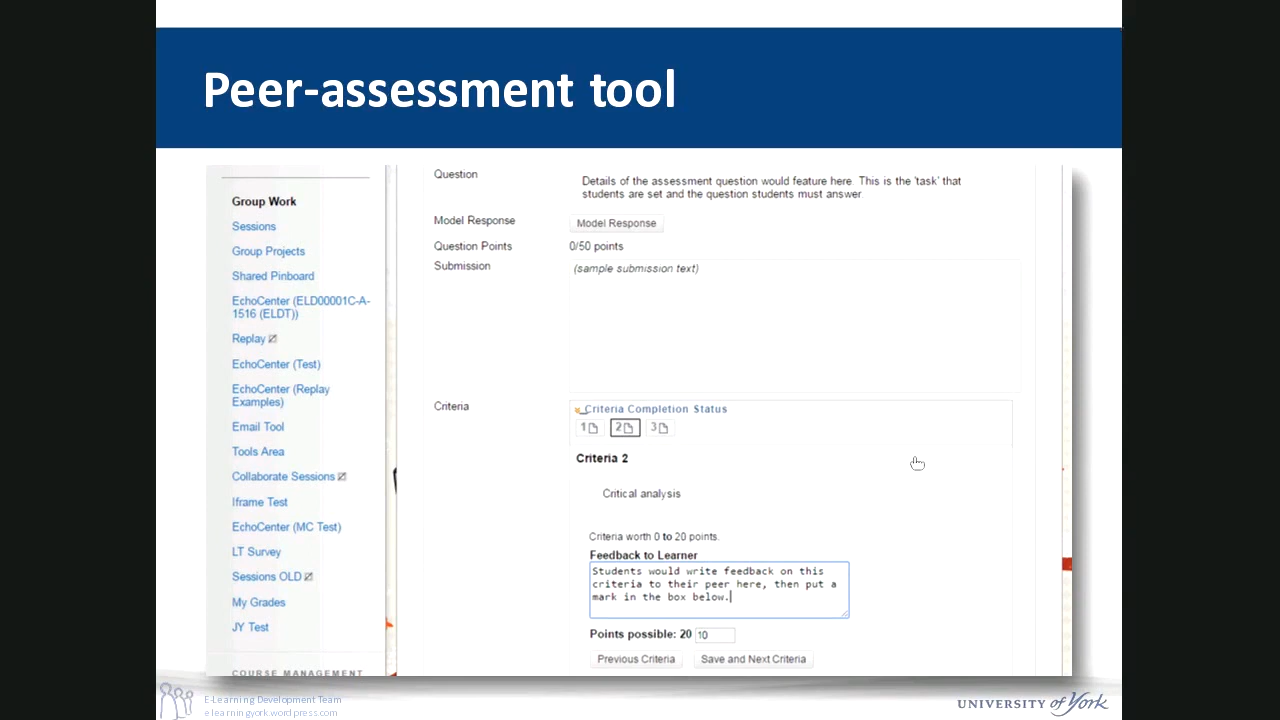 Peer-assessment tool
Group Work
Sessions
Group Projects
Shared Pinboard
EchoCenter (ELD00001C-A-
1516 (ELDT))
Replay
EchoCenter (Test)
EchoCenter (Replay
Examples)
Email Tool
Tools Area
Collaborate Sessions
Iframe Test
EchoCenter (MC Test)
LT Survey
Sessions OLD
My Grades
JY Test
COURSE MANAGEMENT
Question
Details of the assessment question would feature here. This is the 'task' that
students are set and the question students must answer.
Model Response
Model Response
Question Points
0/50 points
Submission
(sample submission text)
Criteria
Criteria Completion Status
1 2 3
Criteria 2
Critical analysis
Criteria worth 0 to 20 points.
Feedback to Learner
Students would write feedback on this
criteria to their peer here, then put a
mark in the box below.
Points possible: 20 10
Previous Criteria Save and Next Criteria
E-Learning Development Team
elearningyork.wordpress.com
UNIVERSITY of York